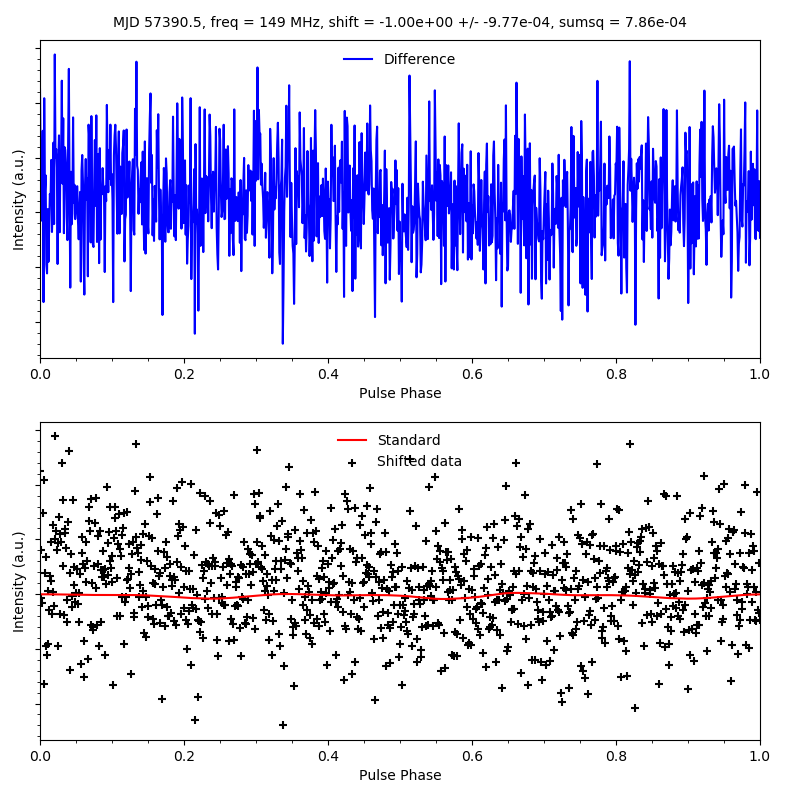 MJD 57390.5, freq = 149 MHz, shift = -1.00e+00 +/- -9.77e-04, sumsq = 7.86e-04
Difference
Intensity (a.u.)
0.0 0.2 0.4 0.6 0.8 1.0
Pulse Phase
Standard
Shifted data
Intensity (a.u.)
0.0 0.2 0.4 0.6 0.8 1.0
Pulse Phase